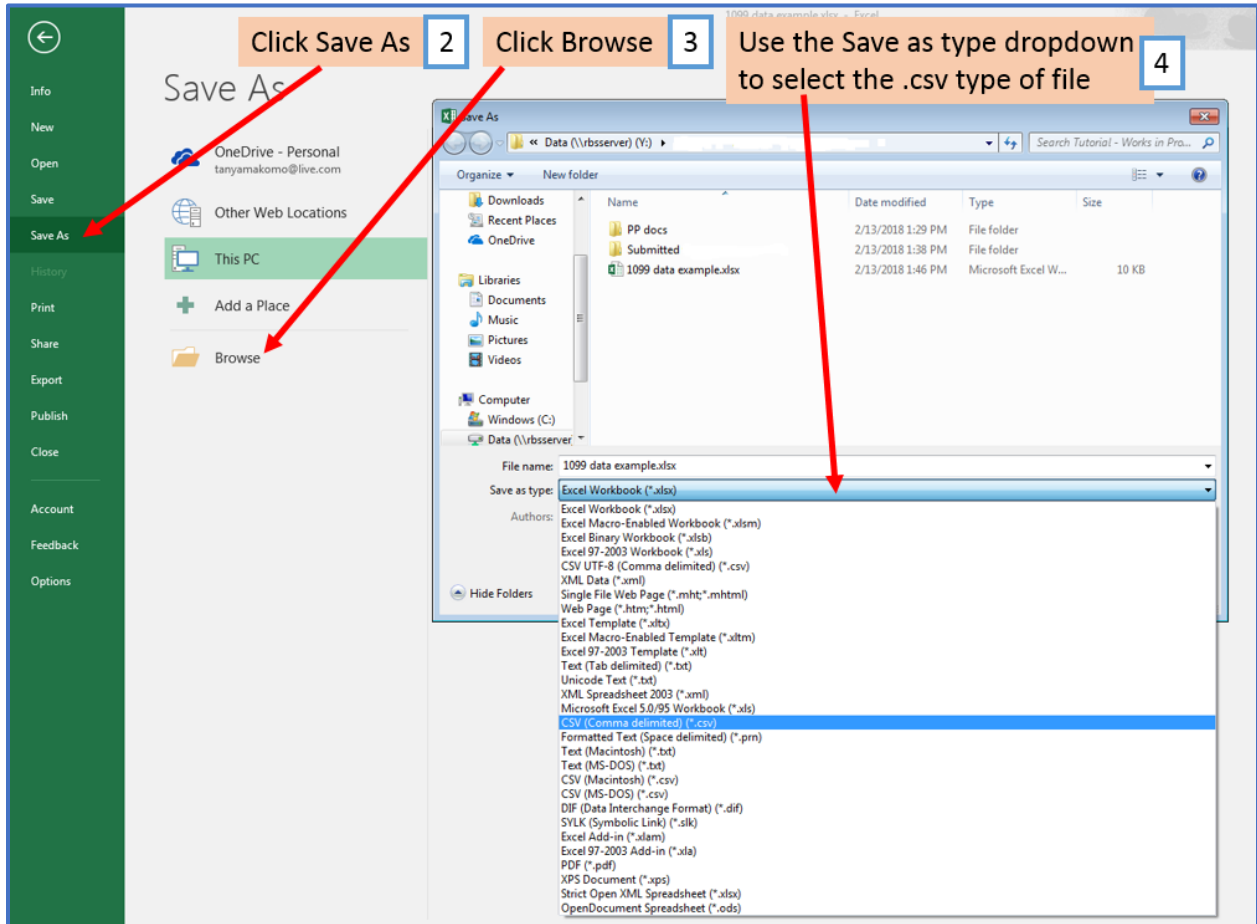 1099 data example.xlsx - Excel
Click Save As 2
Click Browse 3
Use the Save as type dropdown
to select the .csv type of file
4
Info
New
Open
Save
Save As
History
Print
Share
Export
Publish
Close
Account
Feedback
Options
Save As
OneDrive - Personal
tanyamakomo@live.com
Other Web Locations
This PC
Add a Place
Browse
Save As
« Data (\\rbsserver) (Y:)
Search Tutorial - Works in Pro...
Organize
New folder
Downloads
Recent Places
OneDrive
Libraries
Documents
Music
Pictures
Videos
Computer
Windows (C:)
Data (\\rbsserver
Name Date modified Type Size
PP docs 2/13/2018 1:29 PM File folder
Submitted 2/13/2018 1:38 PM File folder
1099 data example.xlsx 2/13/2018 1:46 PM Microsoft Excel W... 10 KB
File name: 1099 data example.xlsx
Save as type: Excel Workbook (*.xlsx)
Authors:
Hide Folders
Excel Workbook (*.xlsx)
Excel Macro-Enabled Workbook (*.xlsm)
Excel Binary Workbook (*.xlsb)
Excel 97-2003 Workbook (*.xls)
CSV UTF-8 (Comma delimited) (*.csv)
XML Data (*.xml)
Single File Web Page (*.mht;*.mhtml)
Web Page (*.htm;*.html)
Excel Template (*.xltx)
Excel Macro-Enabled Template (*.xltm)
Excel 97-2003 Template (*.xlt)
Text (Tab delimited) (*.txt)
Unicode Text (*.txt)
XML Spreadsheet 2003 (*.xml)
Microsoft Excel 5.0/95 Workbook (*.xls)
CSV (Comma delimited) (*.csv)
Formatted Text (Space delimited) (*.prn)
Text (Macintosh) (*.txt)
Text (MS-DOS) (*.txt)
CSV (Macintosh) (*.csv)
CSV (MS-DOS) (*.csv)
DIF (Data Interchange Format) (*.dif)
SYLK (Symbolic Link) (*.slk)
Excel Add-in (*.xlam)
Excel 97-2003 Add-in (*.xla)
PDF (*.pdf)
XPS Document (*.xps)
Strict Open XML Spreadsheet (*.xlsx)
OpenDocument Spreadsheet (*.ods)